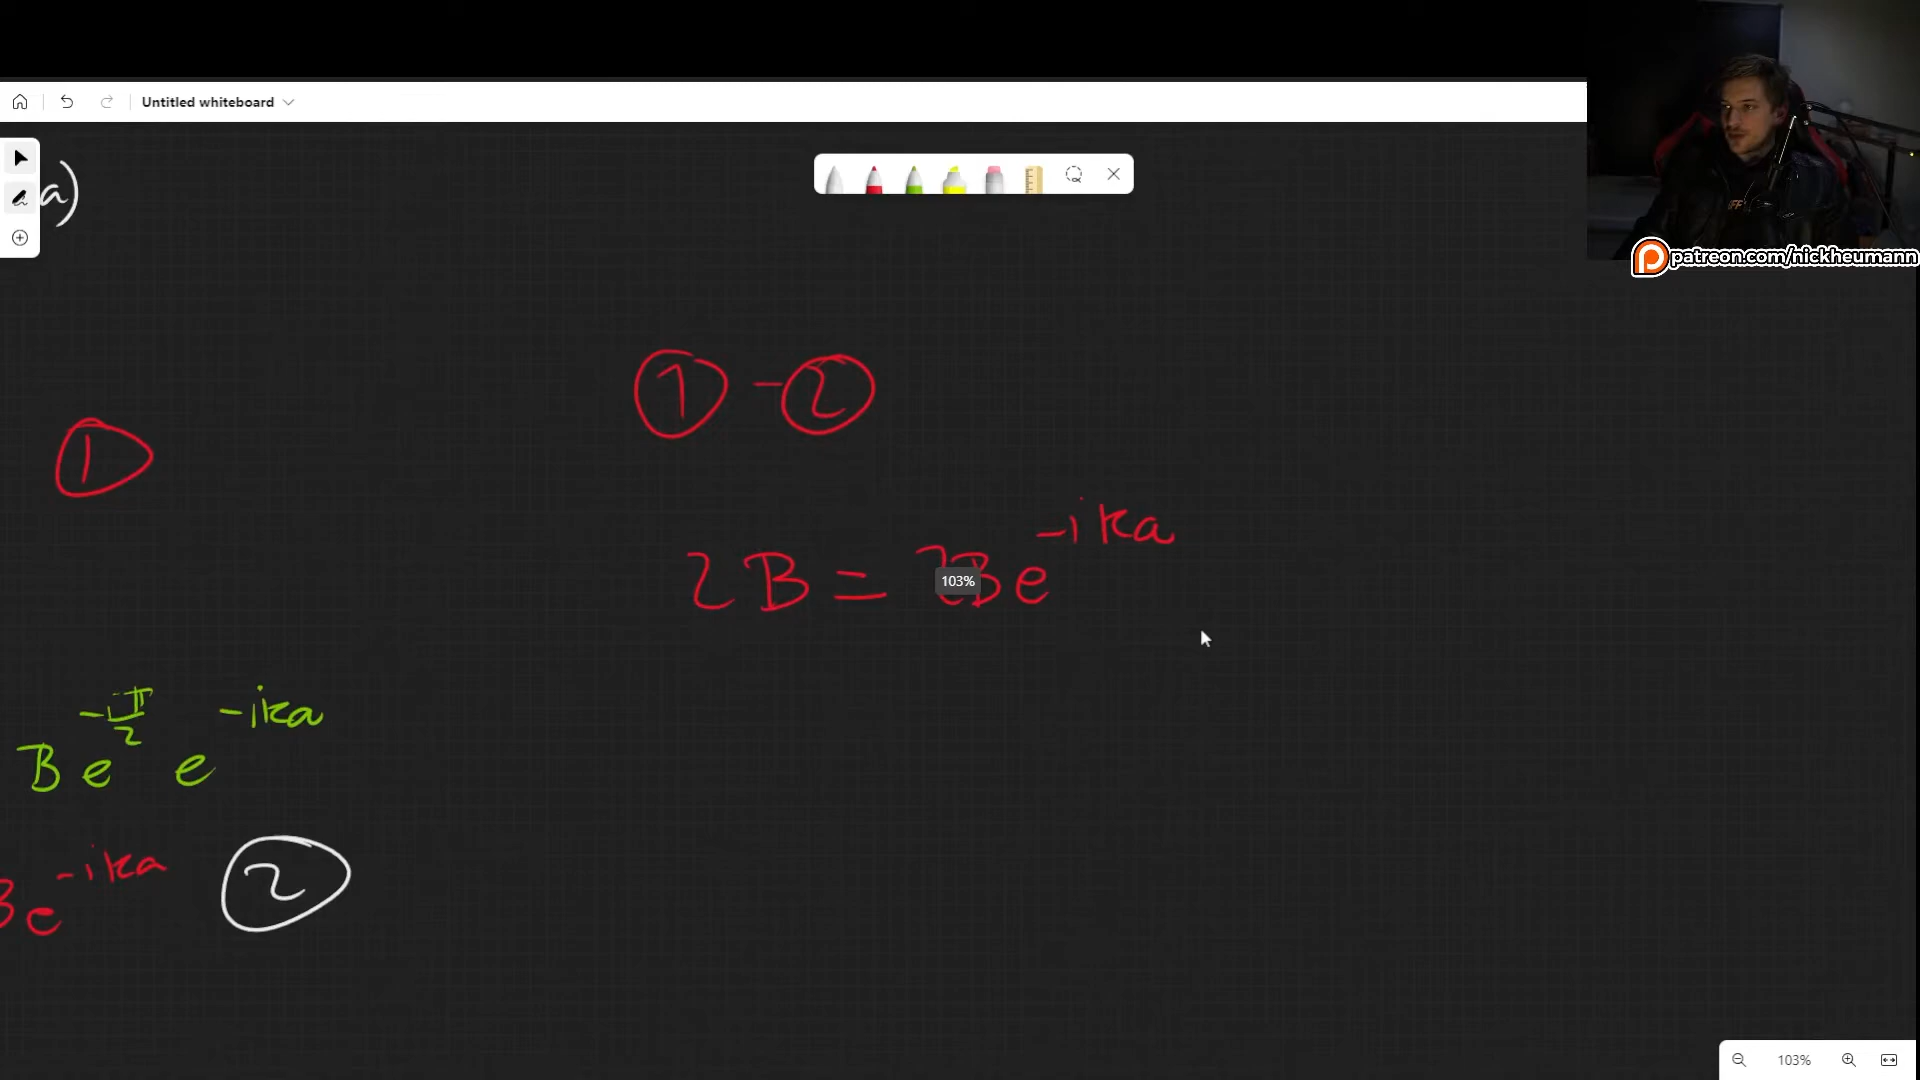 Untitled whiteboard
a)
patreon.com/nickheumann
① - ②
①
2B = 2Be^{-ika}
103%
Be^{-iπ/2} e^{-ika}
Be^{-ika} ②
103%